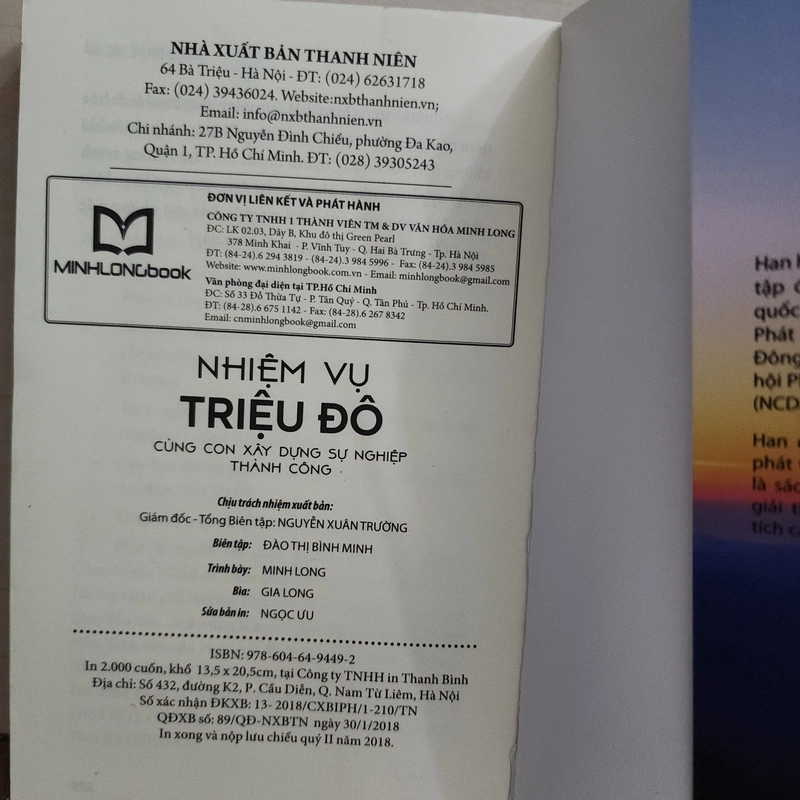 NHÀ XUẤT BẢN THANH NIÊN
64 Bà Triệu - Hà Nội - ĐT: (024) 62631718
Fax: (024) 39436024. Website:nxbthanhnien.vn;
Email: info@nxbthanhnien.vn
Chi nhánh: 27B Nguyễn Đình Chiểu, phường Đa Kao,
Quận 1, TP. Hồ Chí Minh. ĐT: (028) 39305243
MINHLONGbook
ĐƠN VỊ LIÊN KẾT VÀ PHÁT HÀNH
CÔNG TY TNHH 1 THÀNH VIÊN TM & DV VĂN HÓA MINH LONG
ĐC: LK 02.03, Dãy B, Khu đô thị Green Pearl
378 Minh Khai - P. Vĩnh Tuy - Q. Hai Bà Trưng - Tp. Hà Nội
ĐT: (84-24).6 294 3819 - (84-24).3 984 5996 - Fax: (84-24).3 984 5985
Website: www.minhlongbook.com.vn - Email: minhlongbook@gmail.com
Văn phòng đại diện tại TP.Hồ Chí Minh
ĐC: Số 33 Đỗ Thừa Tự - P. Tân Quý - Q. Tân Phú - Tp. Hồ Chí Minh.
ĐT: (84-28).6 675 1142 - Fax: (84-28).6 267 8342
Email: cnminhlongbook@gmail.com
NHIỆM VỤ
TRIỆU ĐÔ
CÙNG CON XÂY DỰNG SỰ NGHIỆP
THÀNH CÔNG
Chịu trách nhiệm xuất bản:
Giám đốc - Tổng Biên tập: NGUYỄN XUÂN TRƯỜNG
Biên tập: ĐÀO THỊ BÌNH MINH
Trình bày: MINH LONG
Bìa: GIA LONG
Sửa bản in: NGỌC ƯU
ISBN: 978-604-64-9449-2
In 2.000 cuốn, khổ 13,5 x 20,5cm, tại Công ty TNHH in Thanh Bình
Địa chỉ: Số 432, đường K2, P. Cầu Diễn, Q. Nam Từ Liêm, Hà Nội
Số xác nhận ĐKXB: 13- 2018/CXBIPH/1-210/TN
QĐXB số: 89/QĐ-NXBTN ngày 30/1/2018
In xong và nộp lưu chiểu quý II năm 2018.
Han
tập
quốc
Phát
Đông
hội
(NCD
Han
phát
là sác
giải
tích